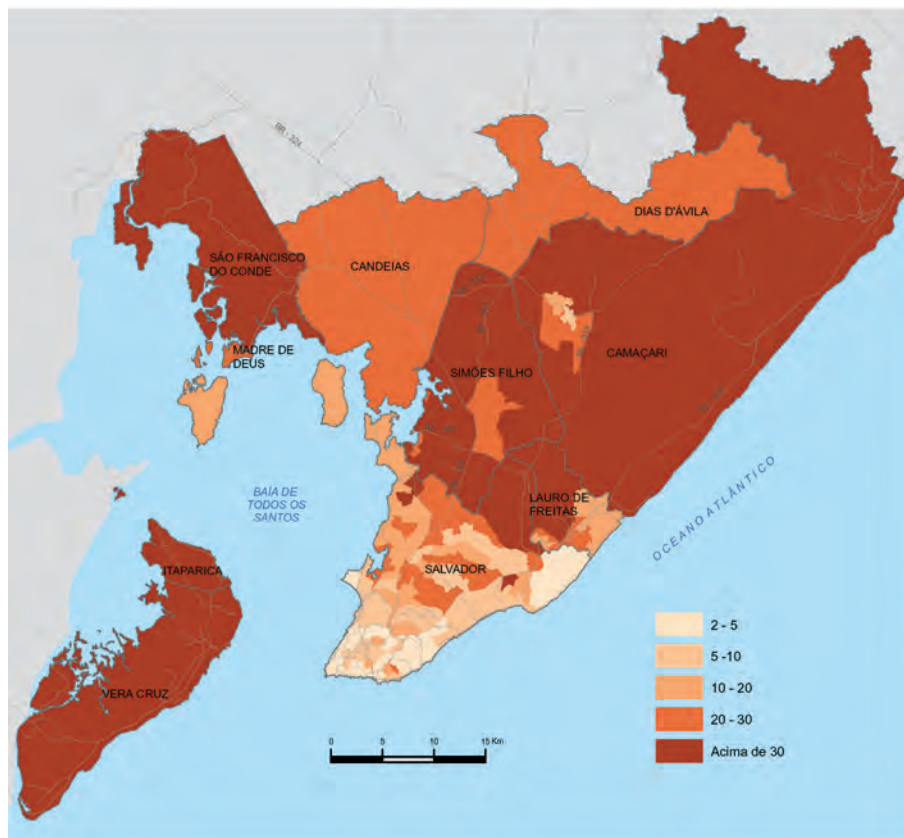 BR - 324
DIAS D'ÁVILA
SÃO FRANCISCO
DO CONDE
CANDEIAS
MADRE DE
DEUS
SIMÕES FILHO
CAMAÇARI
BAÍA DE
TODOS OS
SANTOS
LAURO DE
FREITAS
OCEANO ATLÂNTICO
ITAPARICA
SALVADOR
VERA CRUZ
2 - 5
5 -10
10 - 20
20 - 30
Acima de 30
0 5 10 15 Km